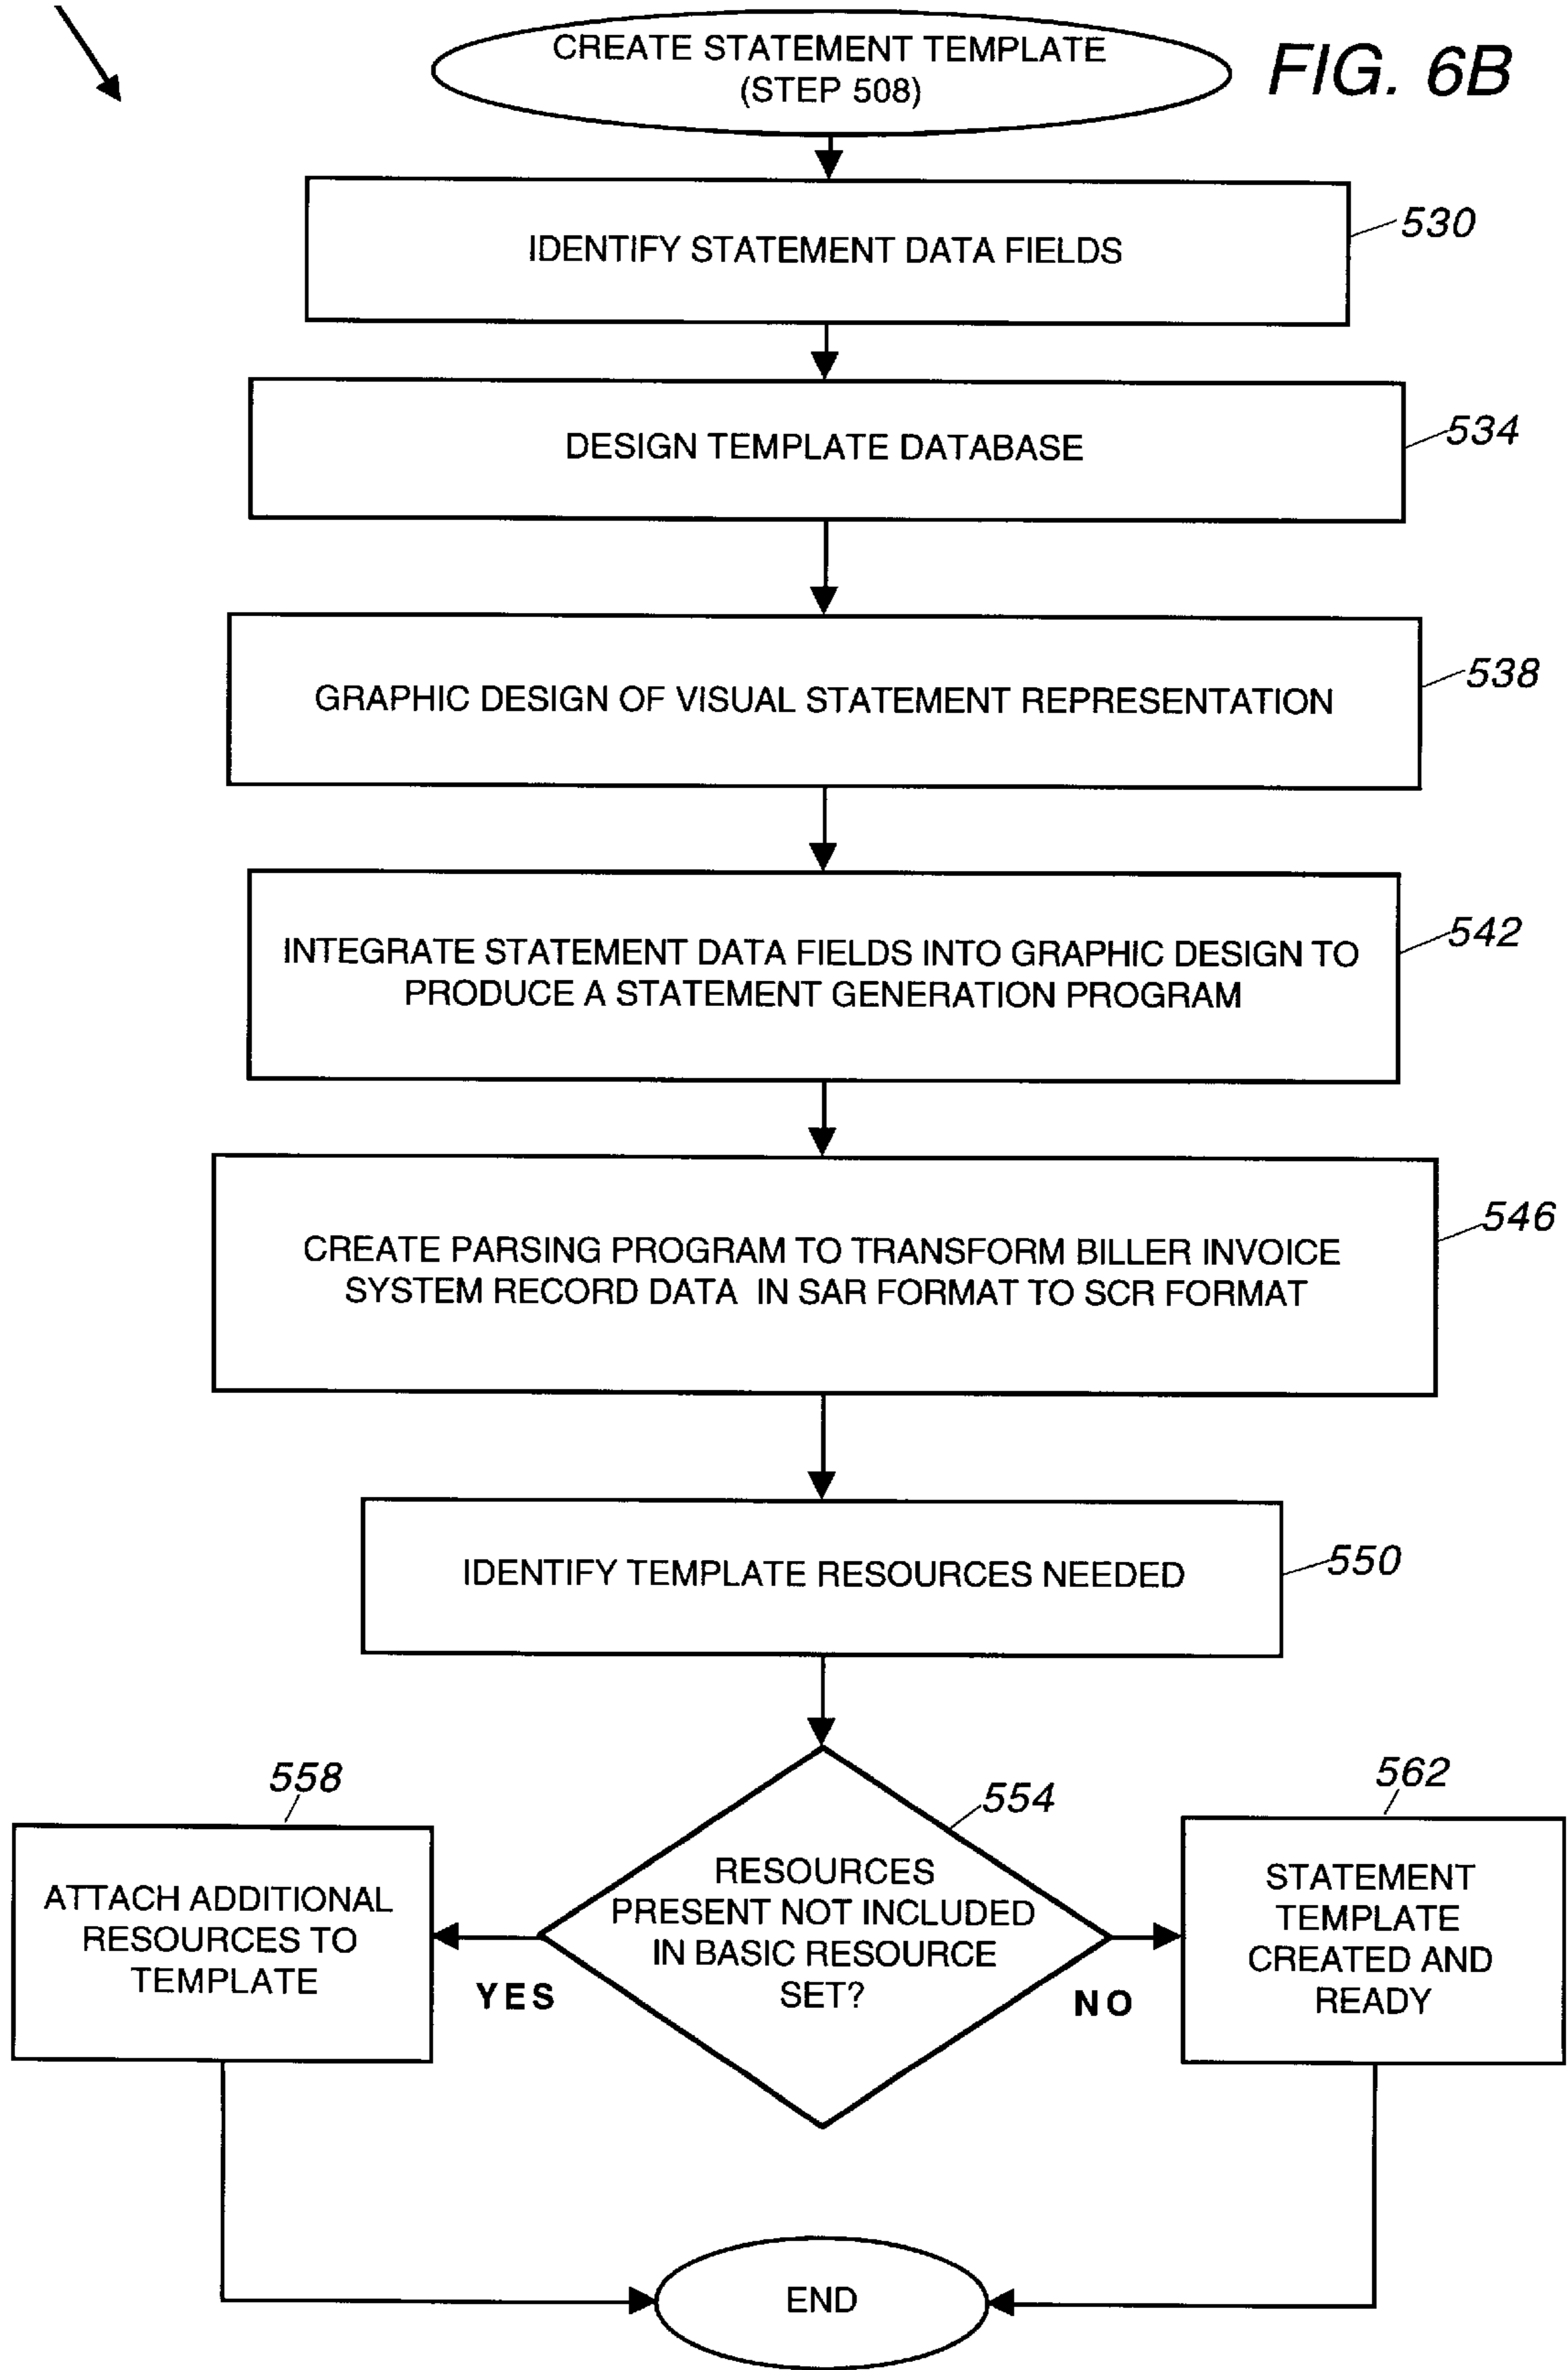 CREATE STATEMENT TEMPLATE
(STEP 508)
FIG. 6B
IDENTIFY STATEMENT DATA FIELDS
530
DESIGN TEMPLATE DATABASE
534
GRAPHIC DESIGN OF VISUAL STATEMENT REPRESENTATION
538
INTEGRATE STATEMENT DATA FIELDS INTO GRAPHIC DESIGN TO
PRODUCE A STATEMENT GENERATION PROGRAM
542
CREATE PARSING PROGRAM TO TRANSFORM BILLER INVOICE
SYSTEM RECORD DATA IN SAR FORMAT TO SCR FORMAT
546
IDENTIFY TEMPLATE RESOURCES NEEDED
550
558
ATTACH ADDITIONAL
RESOURCES TO
TEMPLATE
YES
554
RESOURCES
PRESENT NOT INCLUDED
IN BASIC RESOURCE
SET?
NO
562
STATEMENT
TEMPLATE
CREATED AND
READY
END